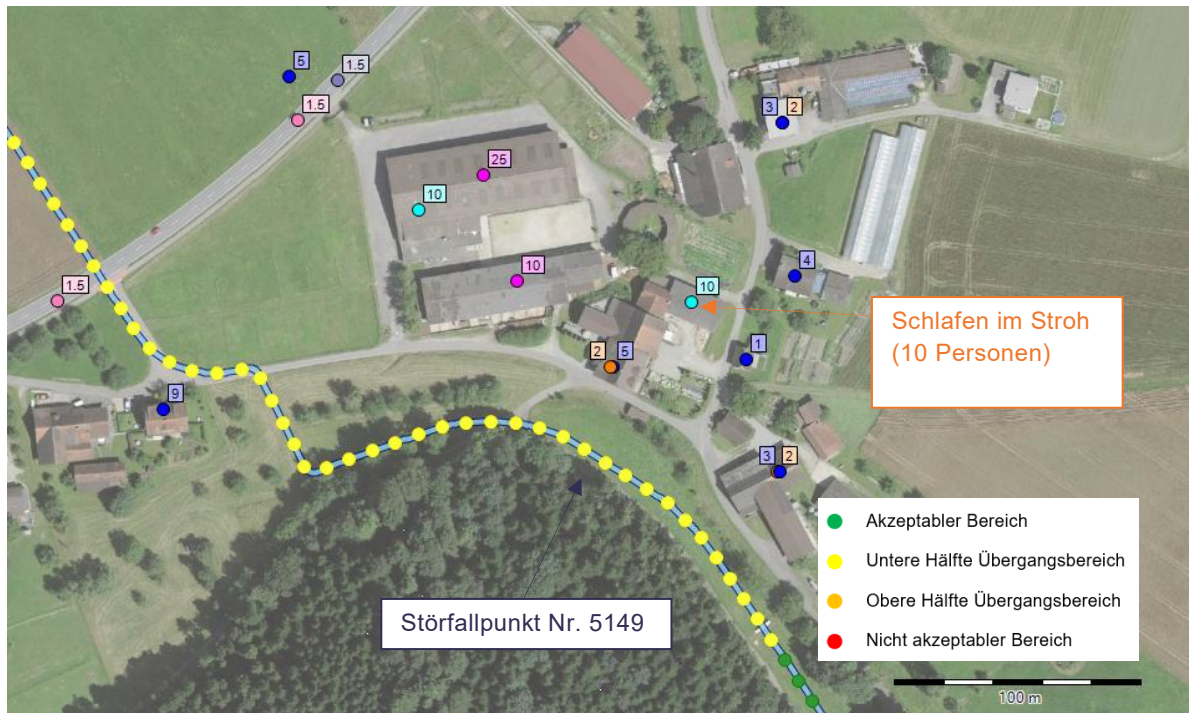 5
1.5
1.5
3 2
25
10
4
10
10
1.5
Schlafen im Stroh
(10 Personen)
1
2 5
9
3 2
Akzeptabler Bereich
Untere Hälfte Übergangsbereich
Störfallpunkt Nr. 5149
Obere Hälfte Übergangsbereich
Nicht akzeptabler Bereich
100 m